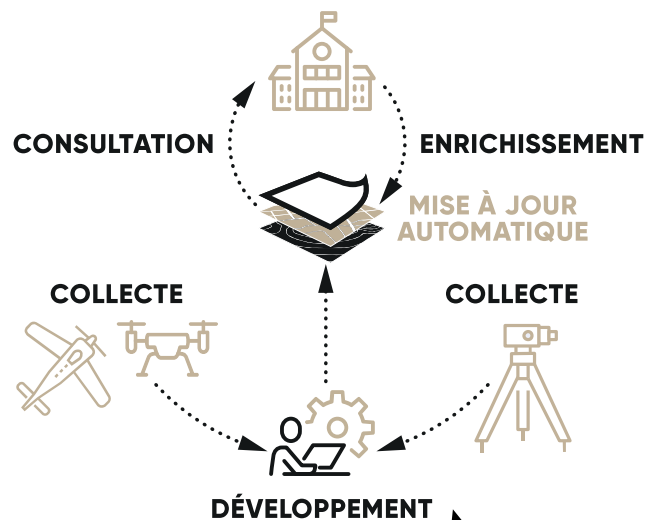 CONSULTATION
ENRICHISSEMENT
MISE À JOUR
AUTOMATIQUE
COLLECTE
COLLECTE
DÉVELOPPEMENT